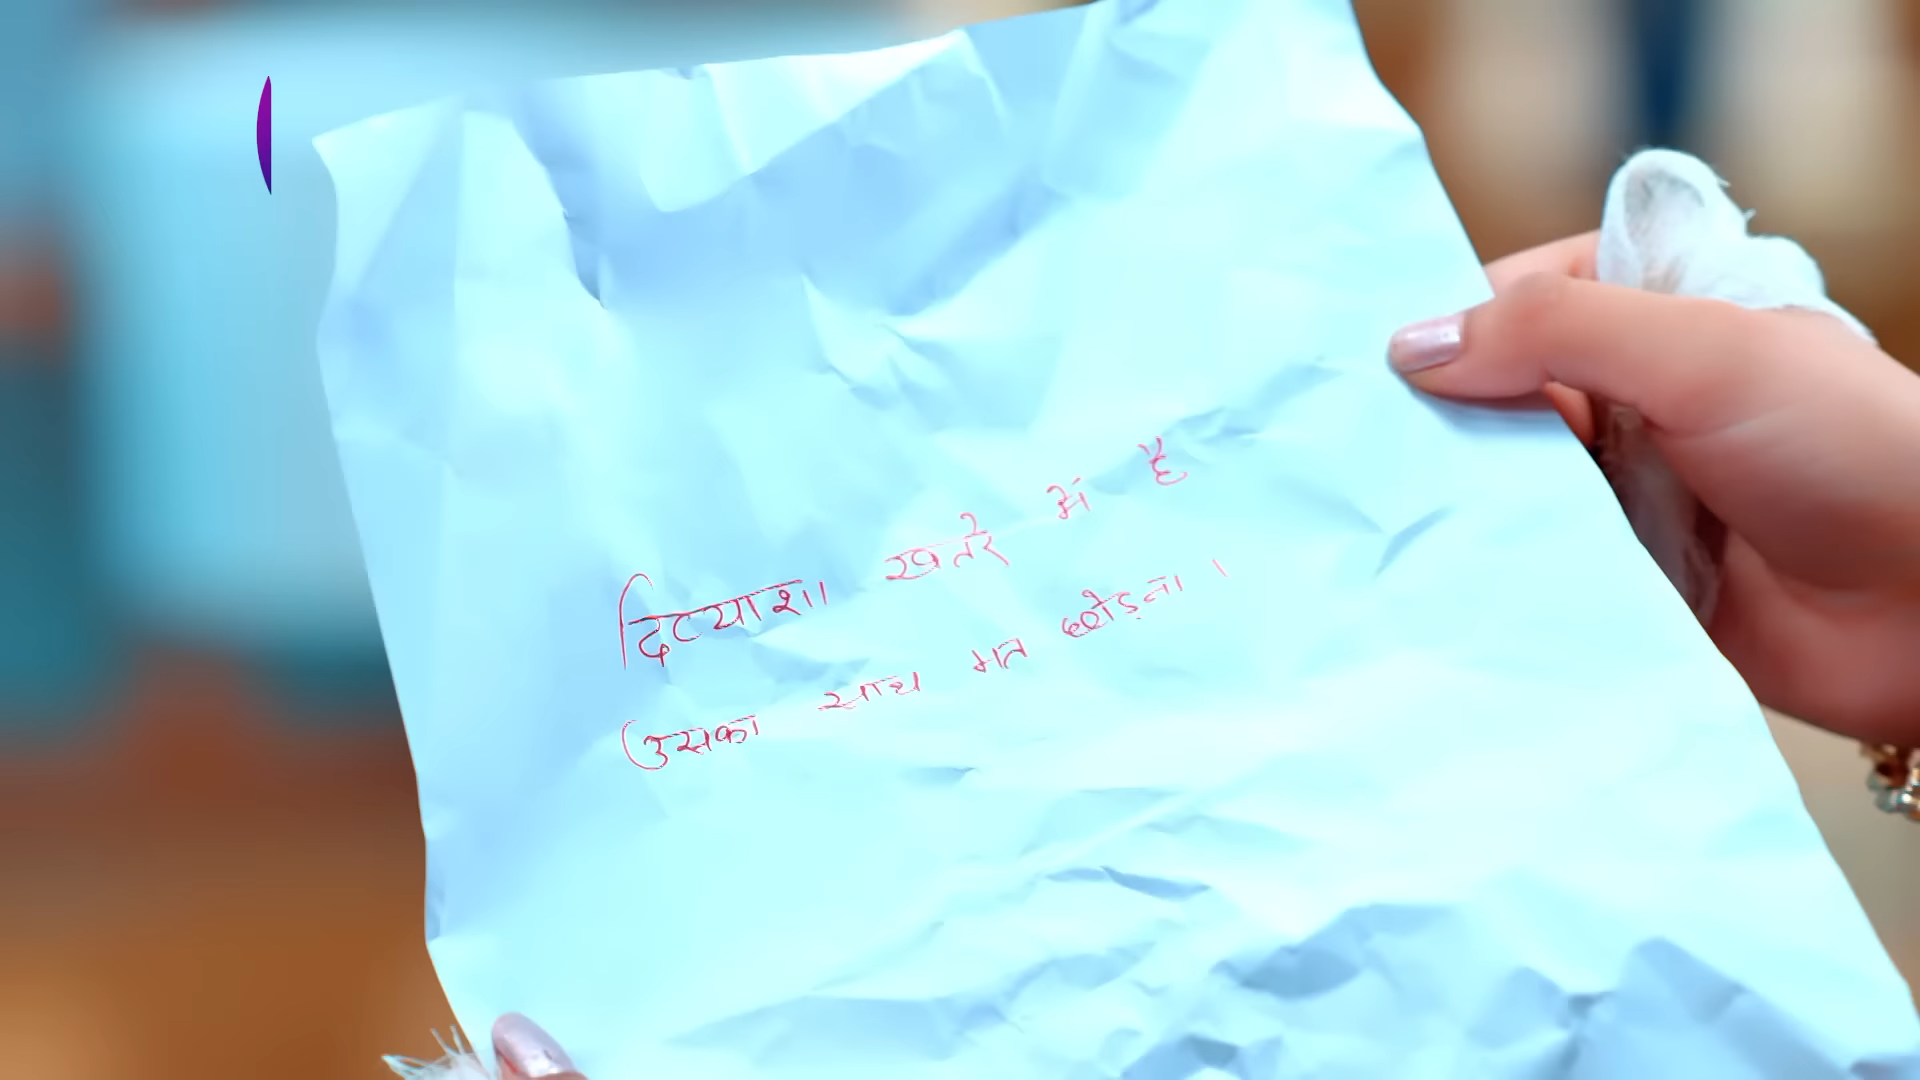 दिव्याशा खतरे में है
उसका साथ मत छोड़ना ।